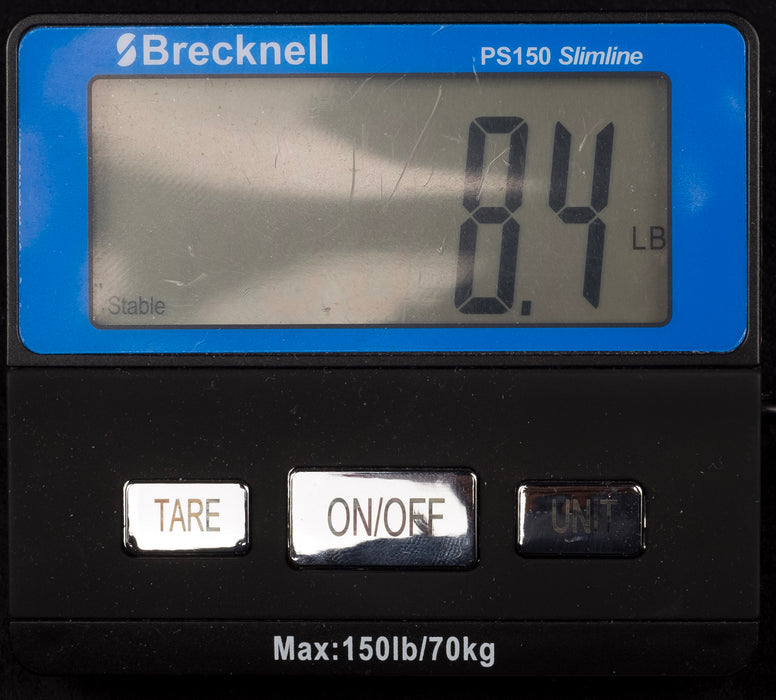 Brecknell
PS150 Slimline
8.4
LB
Stable
TARE
ON/OFF
UNIT
Max:150lb/70kg